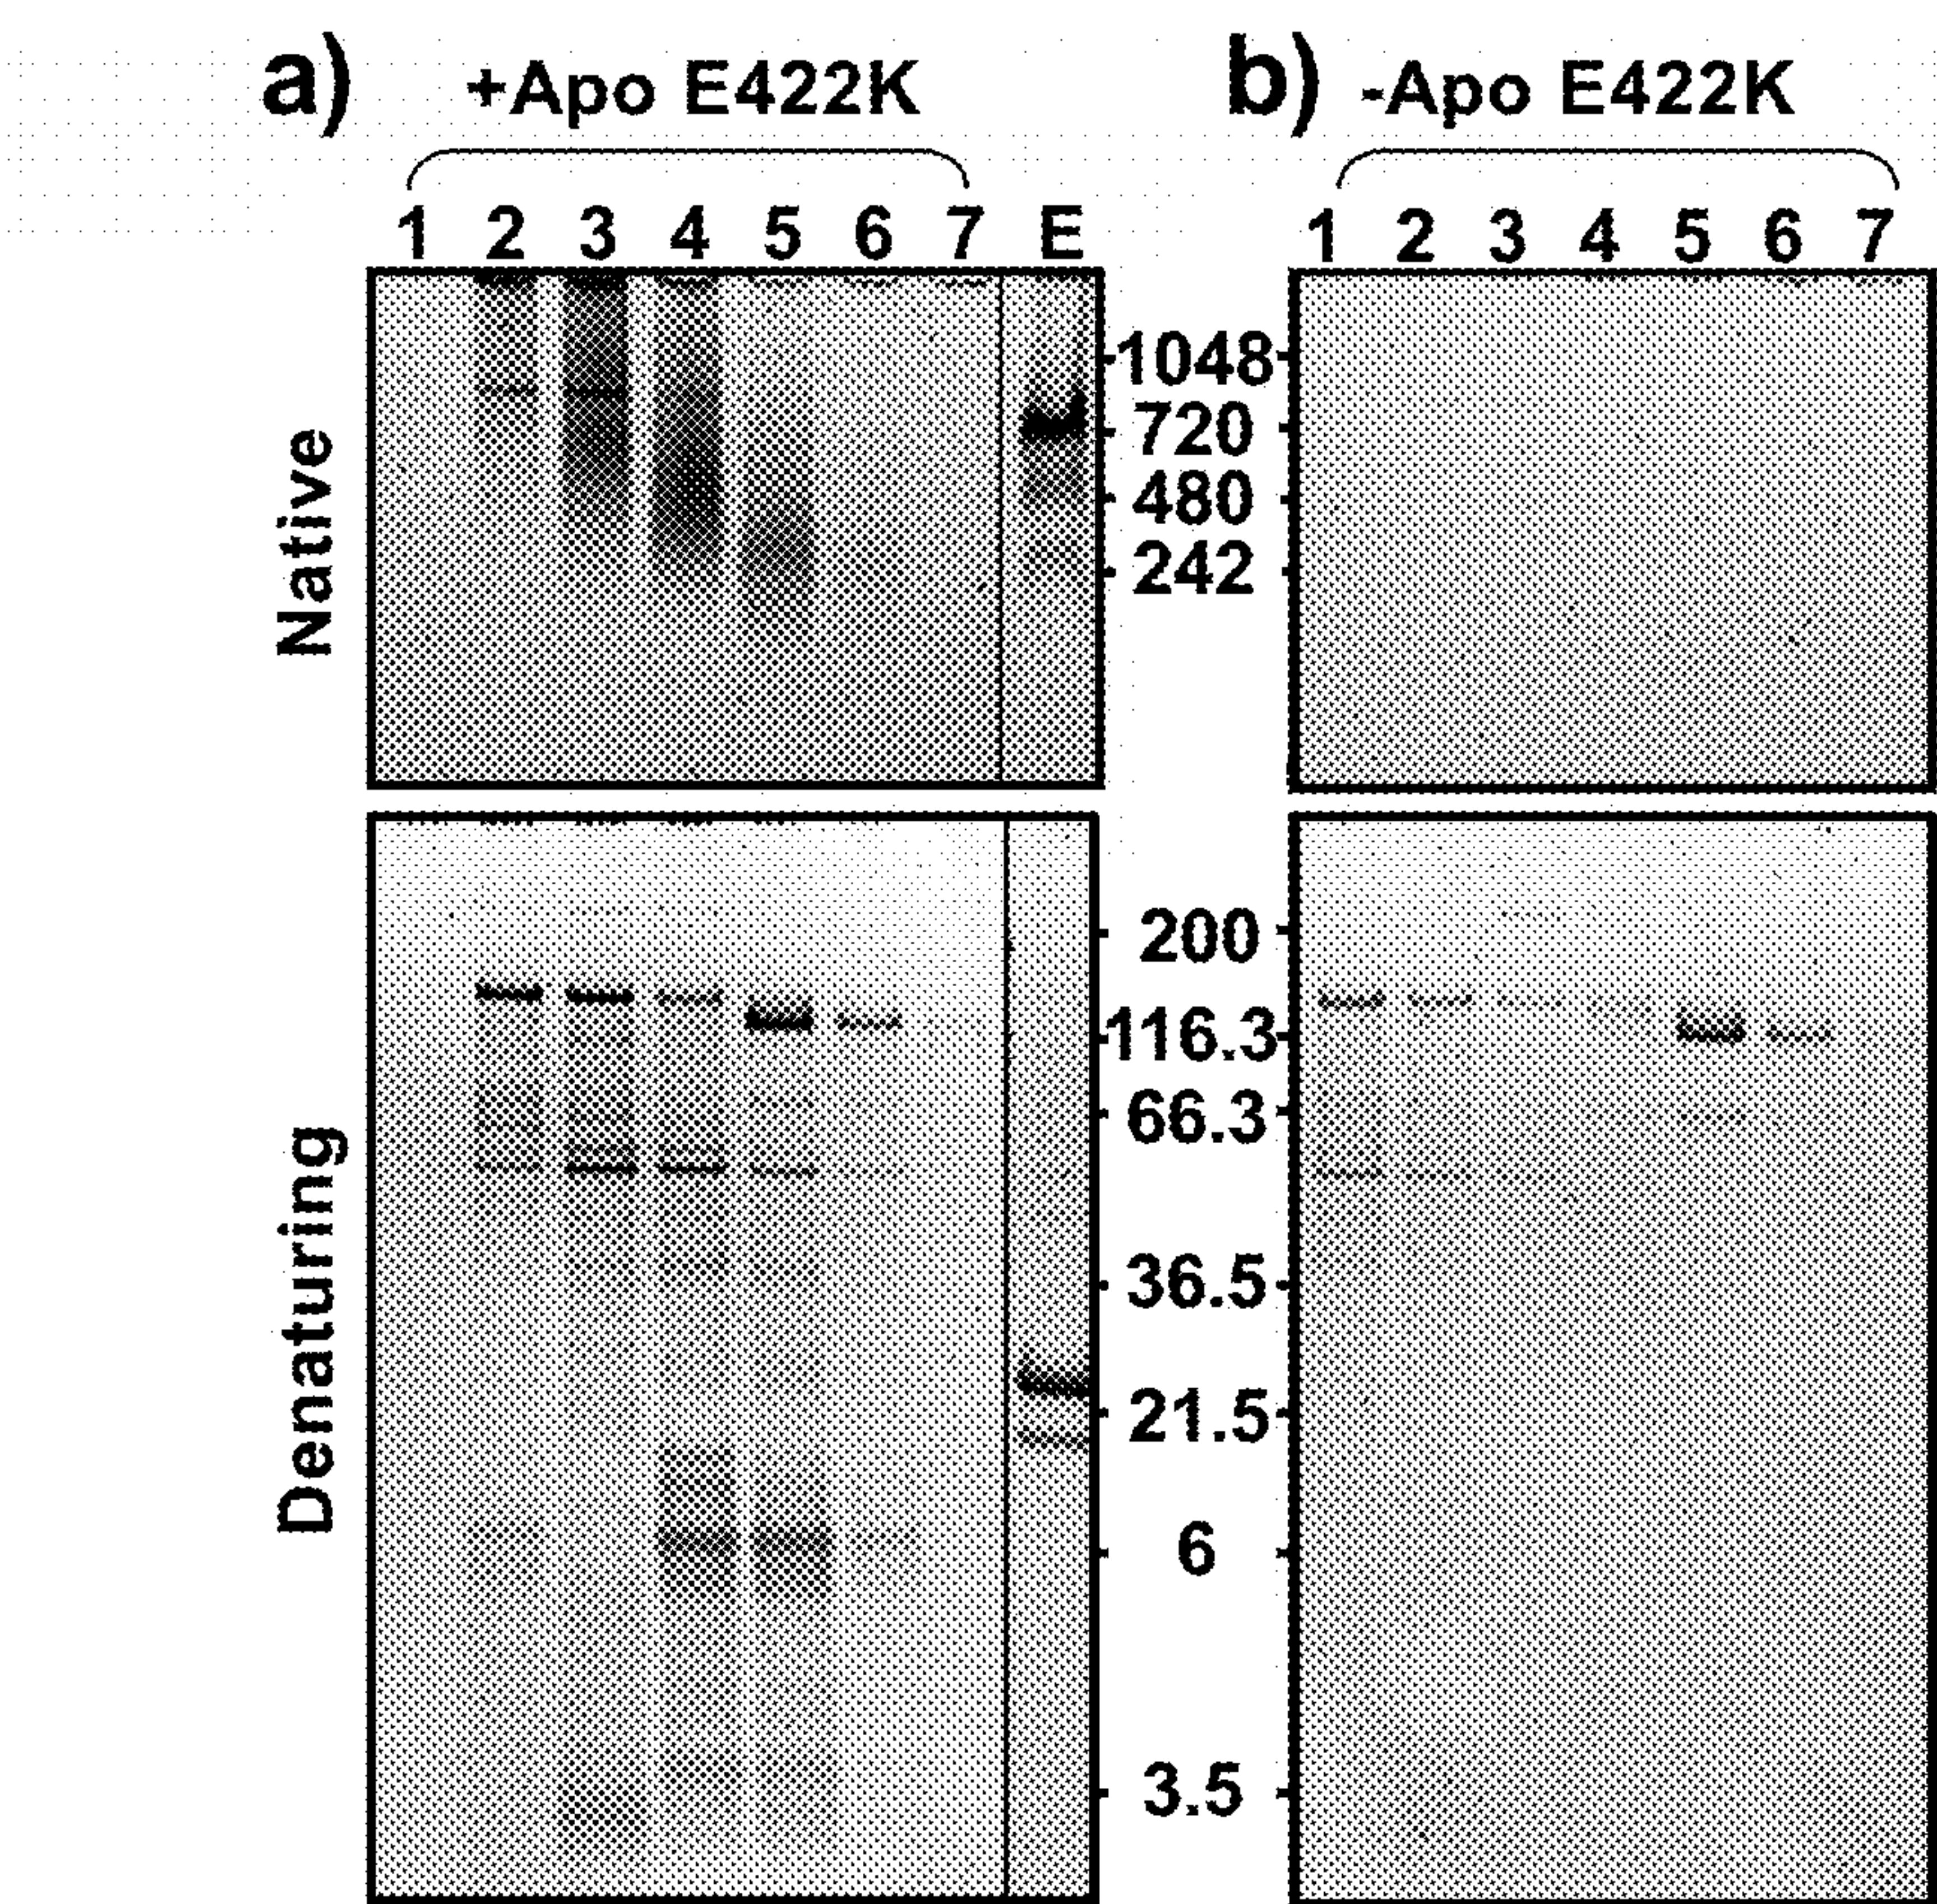 a) +Apo E422K b) -Apo E422K
1 2 3 4 5 6 7 E 1 2 3 4 5 6 7
Native
1048
720
480
242
Denaturing
200
116.3
66.3
36.5
21.5
6
3.5